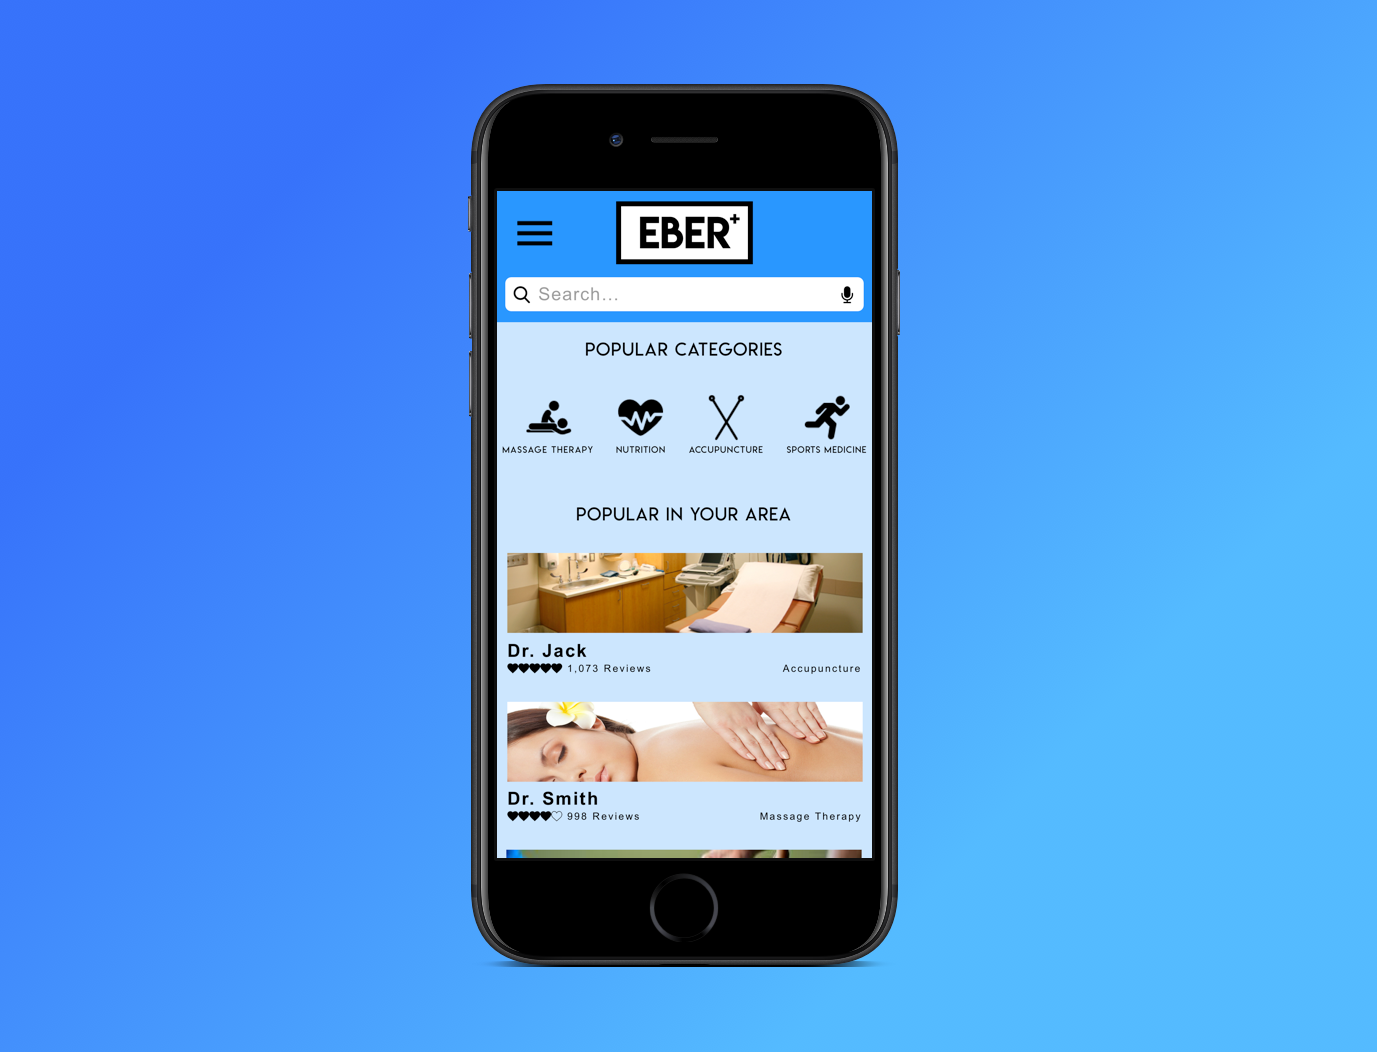 EBER+
Search...
POPULAR CATEGORIES
MASSAGE THERAPY NUTRITION ACCUPUNCTURE SPORTS MEDICINE
POPULAR IN YOUR AREA
Dr. Jack
1,073 Reviews Accupuncture
Dr. Smith
998 Reviews Massage Therapy